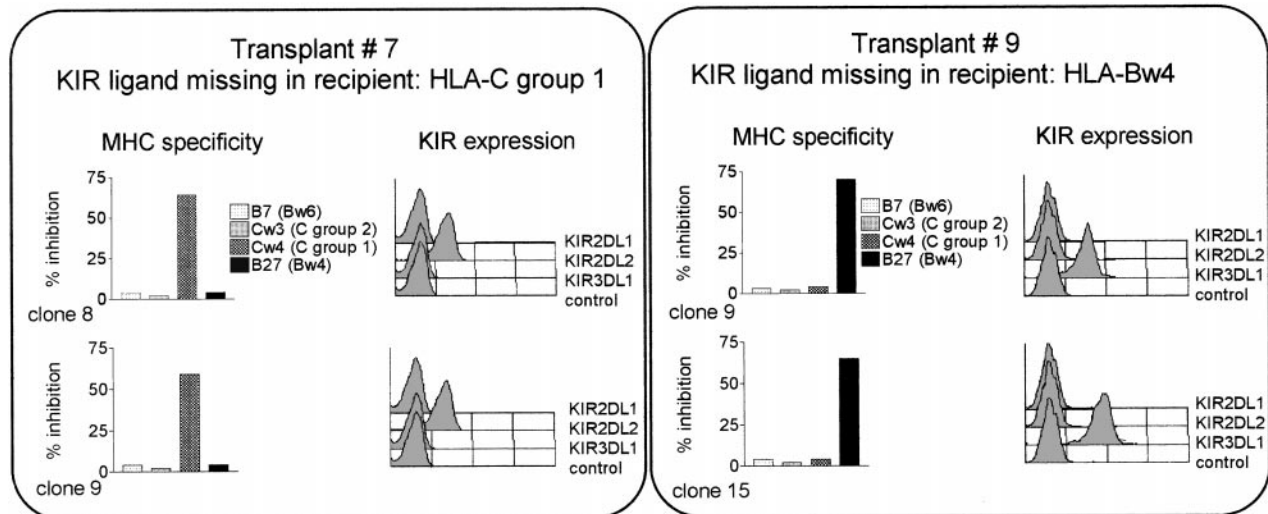 Transplant # 7
KIR ligand missing in recipient: HLA-C group 1
MHC specificity
KIR expression
% inhibition
75
50
25
0
B7 (Bw6)
Cw3 (C group 2)
Cw4 (C group 1)
B27 (Bw4)
clone 8
KIR2DL1
KIR2DL2
KIR3DL1
control
% inhibition
75
50
25
0
clone 9
KIR2DL1
KIR2DL2
KIR3DL1
control
Transplant # 9
KIR ligand missing in recipient: HLA-Bw4
MHC specificity
KIR expression
% inhibition
75
50
25
0
B7 (Bw6)
Cw3 (C group 2)
Cw4 (C group 1)
B27 (Bw4)
clone 9
KIR2DL1
KIR2DL2
KIR3DL1
control
% inhibition
75
50
25
0
clone 15
KIR2DL1
KIR2DL2
KIR3DL1
control